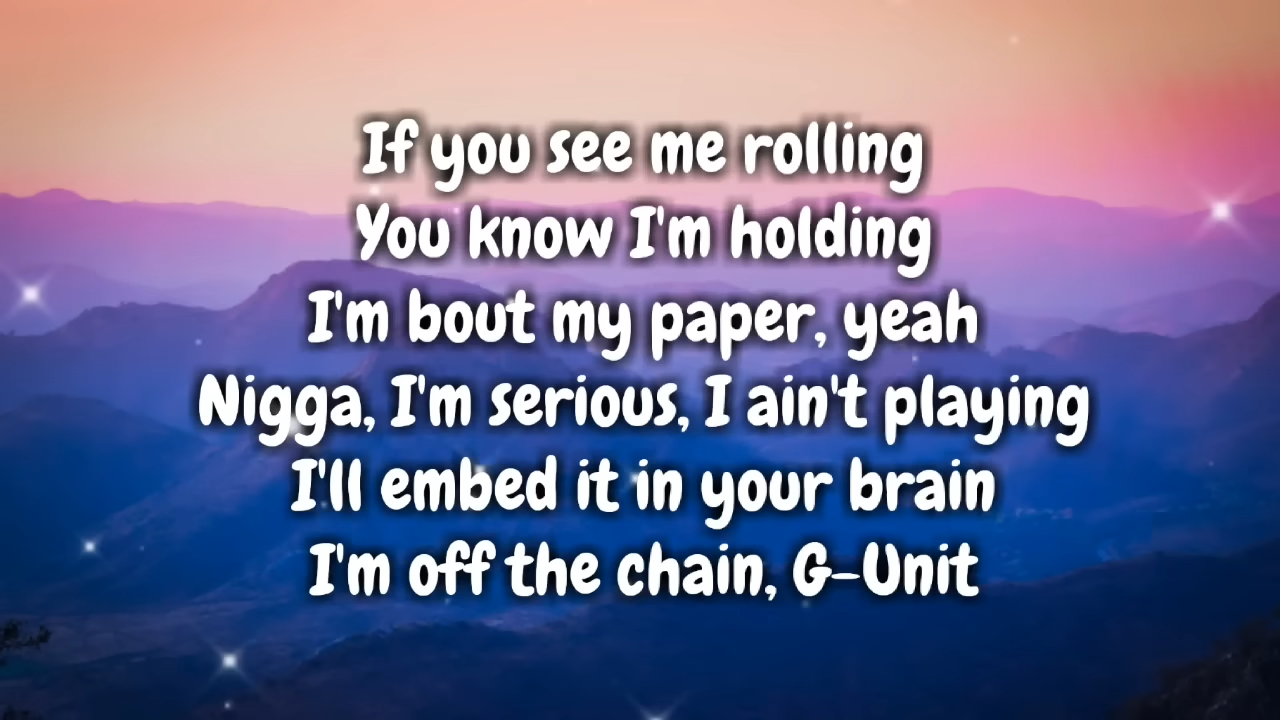 If you see me rolling
You know I'm holding
I'm bout my paper, yeah
Nigga, I'm serious, I ain't playing
I'll embed it in your brain
I'm off the chain, G-Unit